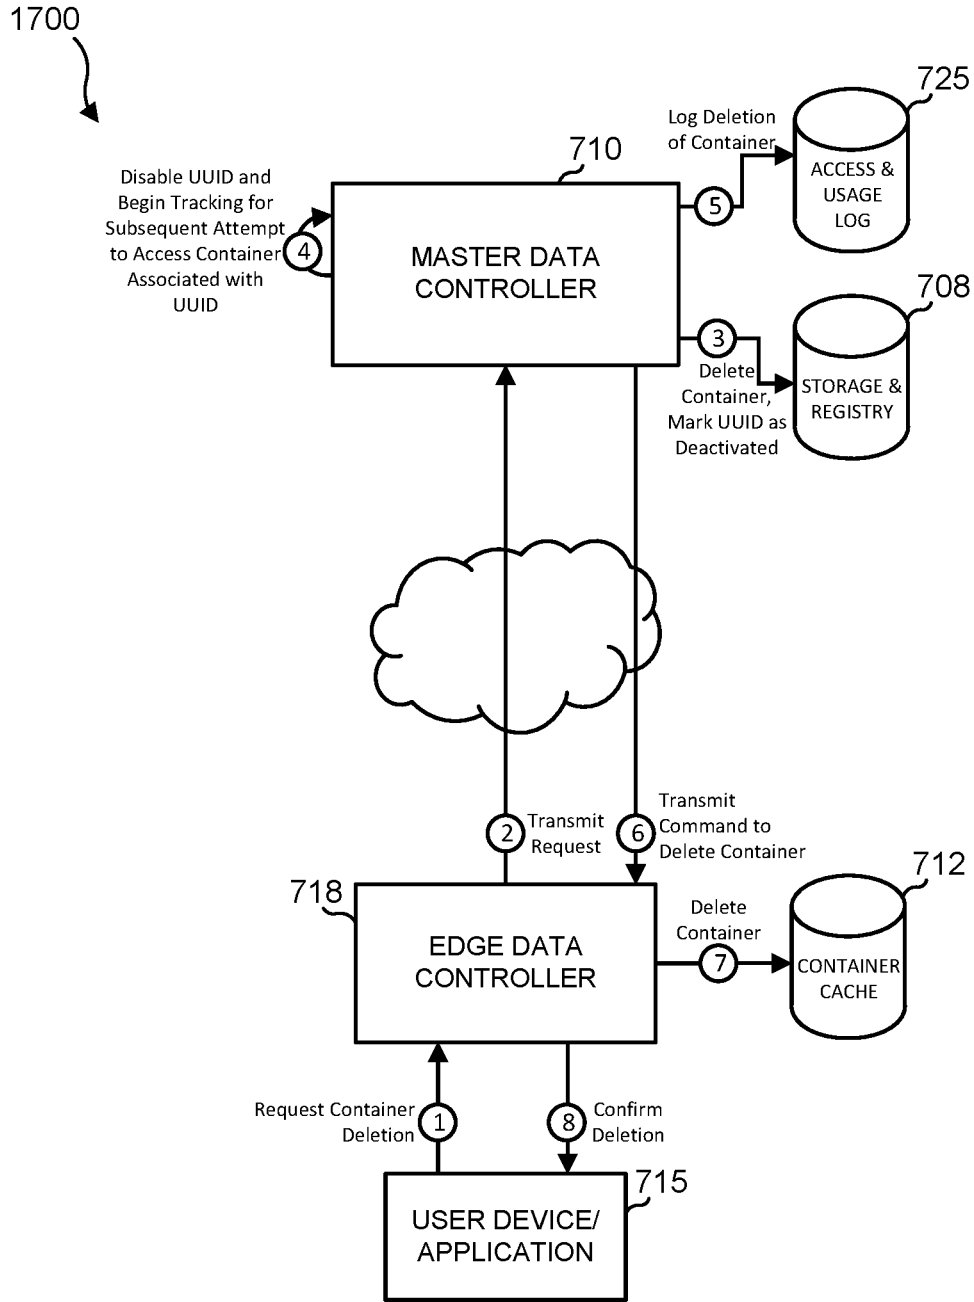 1700
725
Log Deletion
of Container
ACCESS &
USAGE
LOG
710
Disable UUID and
Begin Tracking for
Subsequent Attempt
to Access Container
Associated with
UUID
4
MASTER DATA
CONTROLLER
5
708
3
Delete
Container,
Mark UUID as
Deactivated
STORAGE &
REGISTRY
2
Transmit
Request
6
Transmit
Command to
Delete Container
718
EDGE DATA
CONTROLLER
Delete
Container
7
712
CONTAINER
CACHE
Request Container
Deletion
1
8
Confirm
Deletion
715
USER DEVICE/
APPLICATION